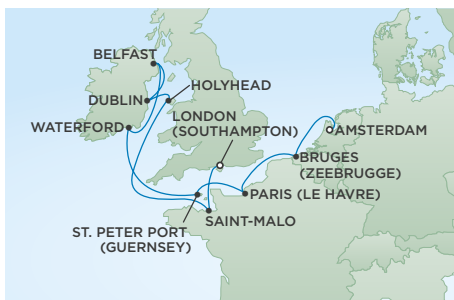 BELFAST
DUBLIN
HOLYHEAD
LONDON
(SOUTHAMPTON)
WATERFORD
AMSTERDAM
BRUGES
(ZEEBRUGGE)
PARIS (LE HAVRE)
SAINT-MALO
ST. PETER PORT
(GUERNSEY)